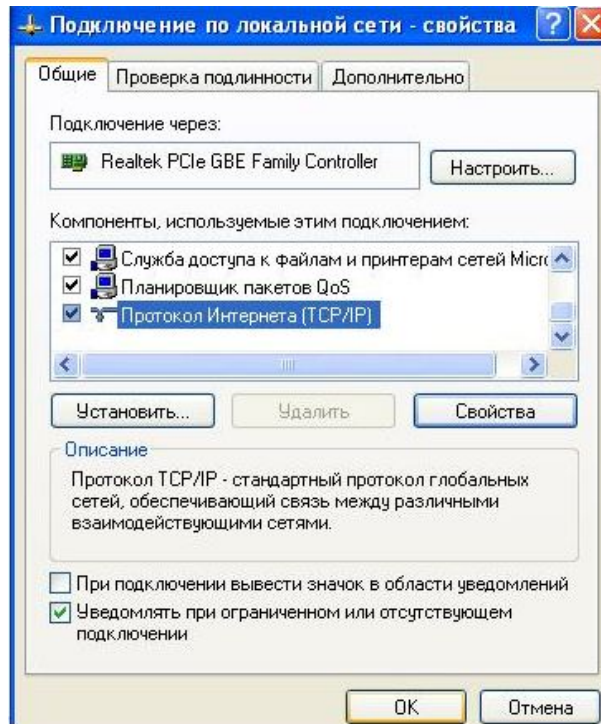 Подключение по локальной сети - свойства
Общие
Проверка подлинности
Дополнительно
Подключение через:
Realtek PCIe GBE Family Controller
Настроить...
Компоненты, используемые этим подключением:
Служба доступа к файлам и принтерам сетей Micro
Планировщик пакетов QoS
Протокол Интернета (TCP/IP)
Установить...
Удалить
Свойства
Описание
Протокол TCP/IP - стандартный протокол глобальных
сетей, обеспечивающий связь между различными
взаимодействующими сетями.
При подключении вывести значок в области уведомлений
Уведомлять при ограниченном или отсутствующем
подключении
OK
Отмена